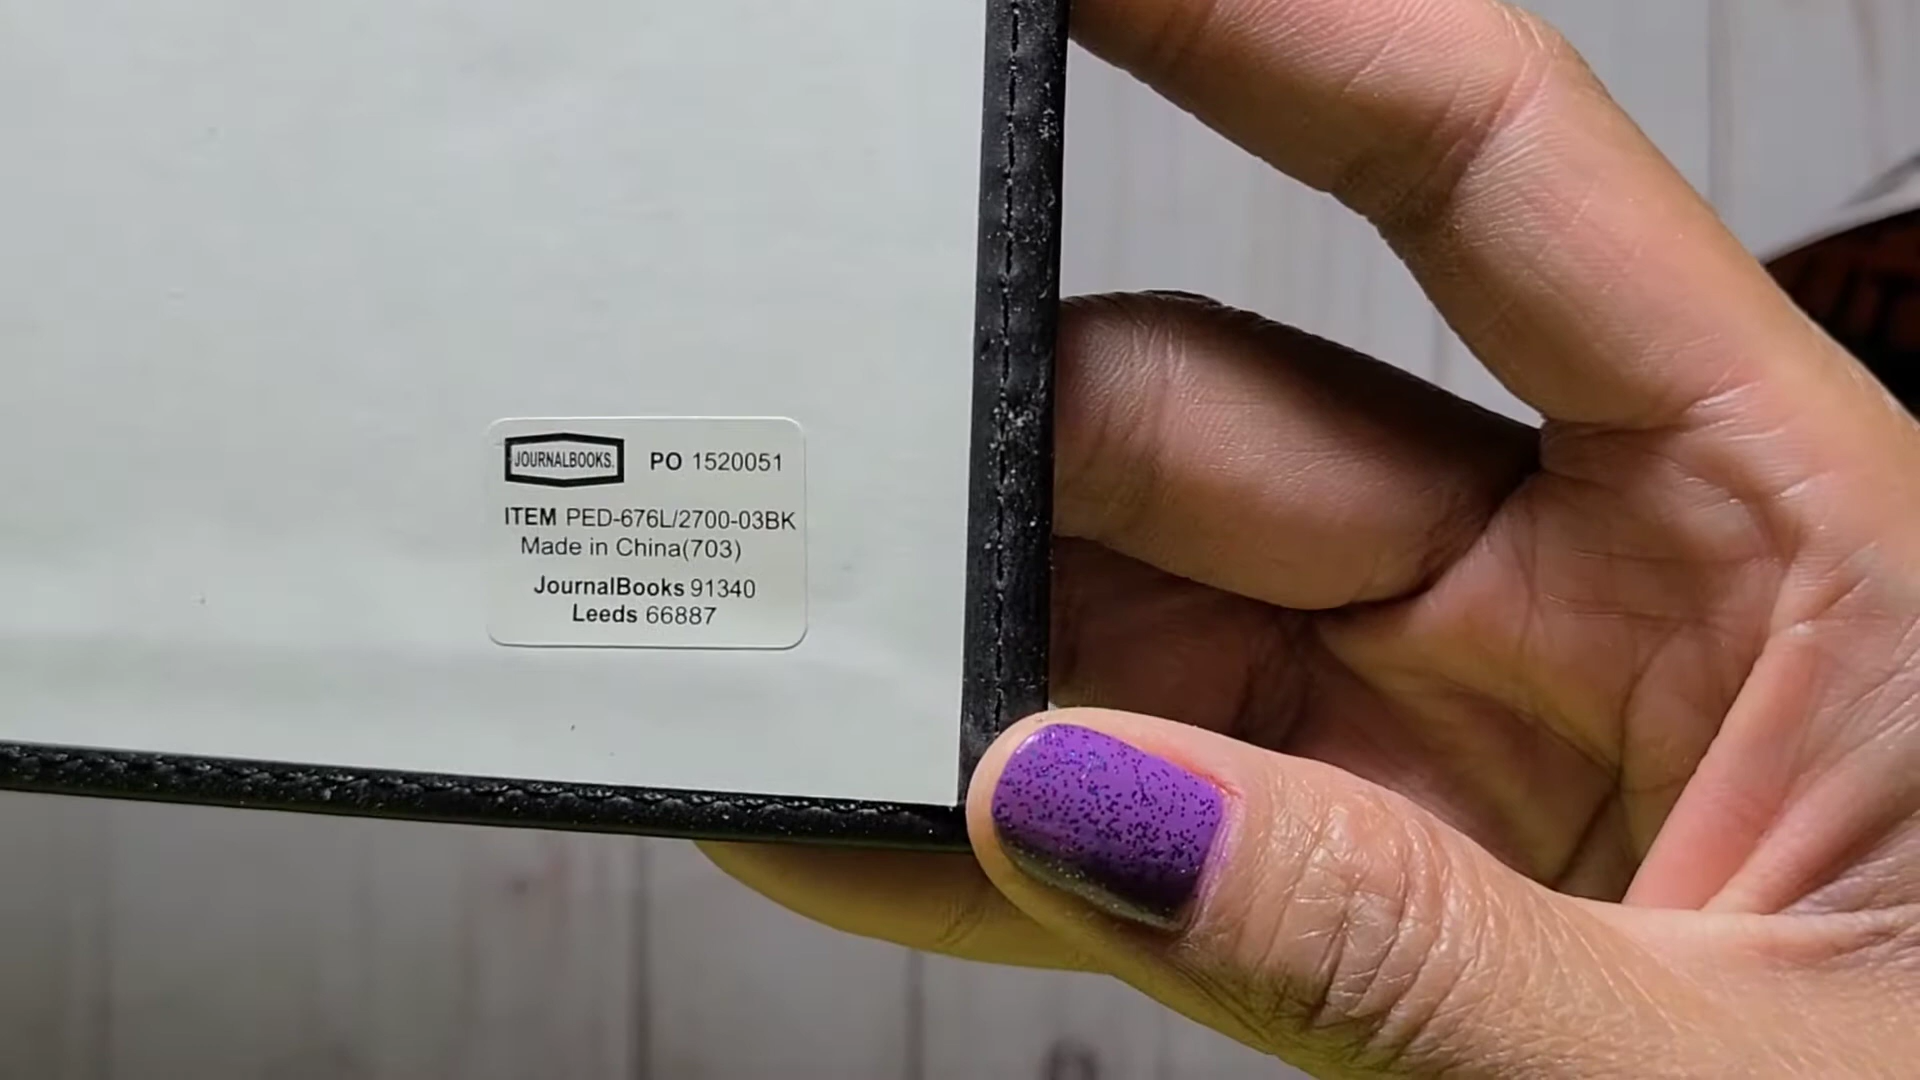 JOURNALBOOKS. PO 1520051
ITEM PED-676L/2700-03BK
Made in China(703)
JournalBooks 91340
Leeds 66887